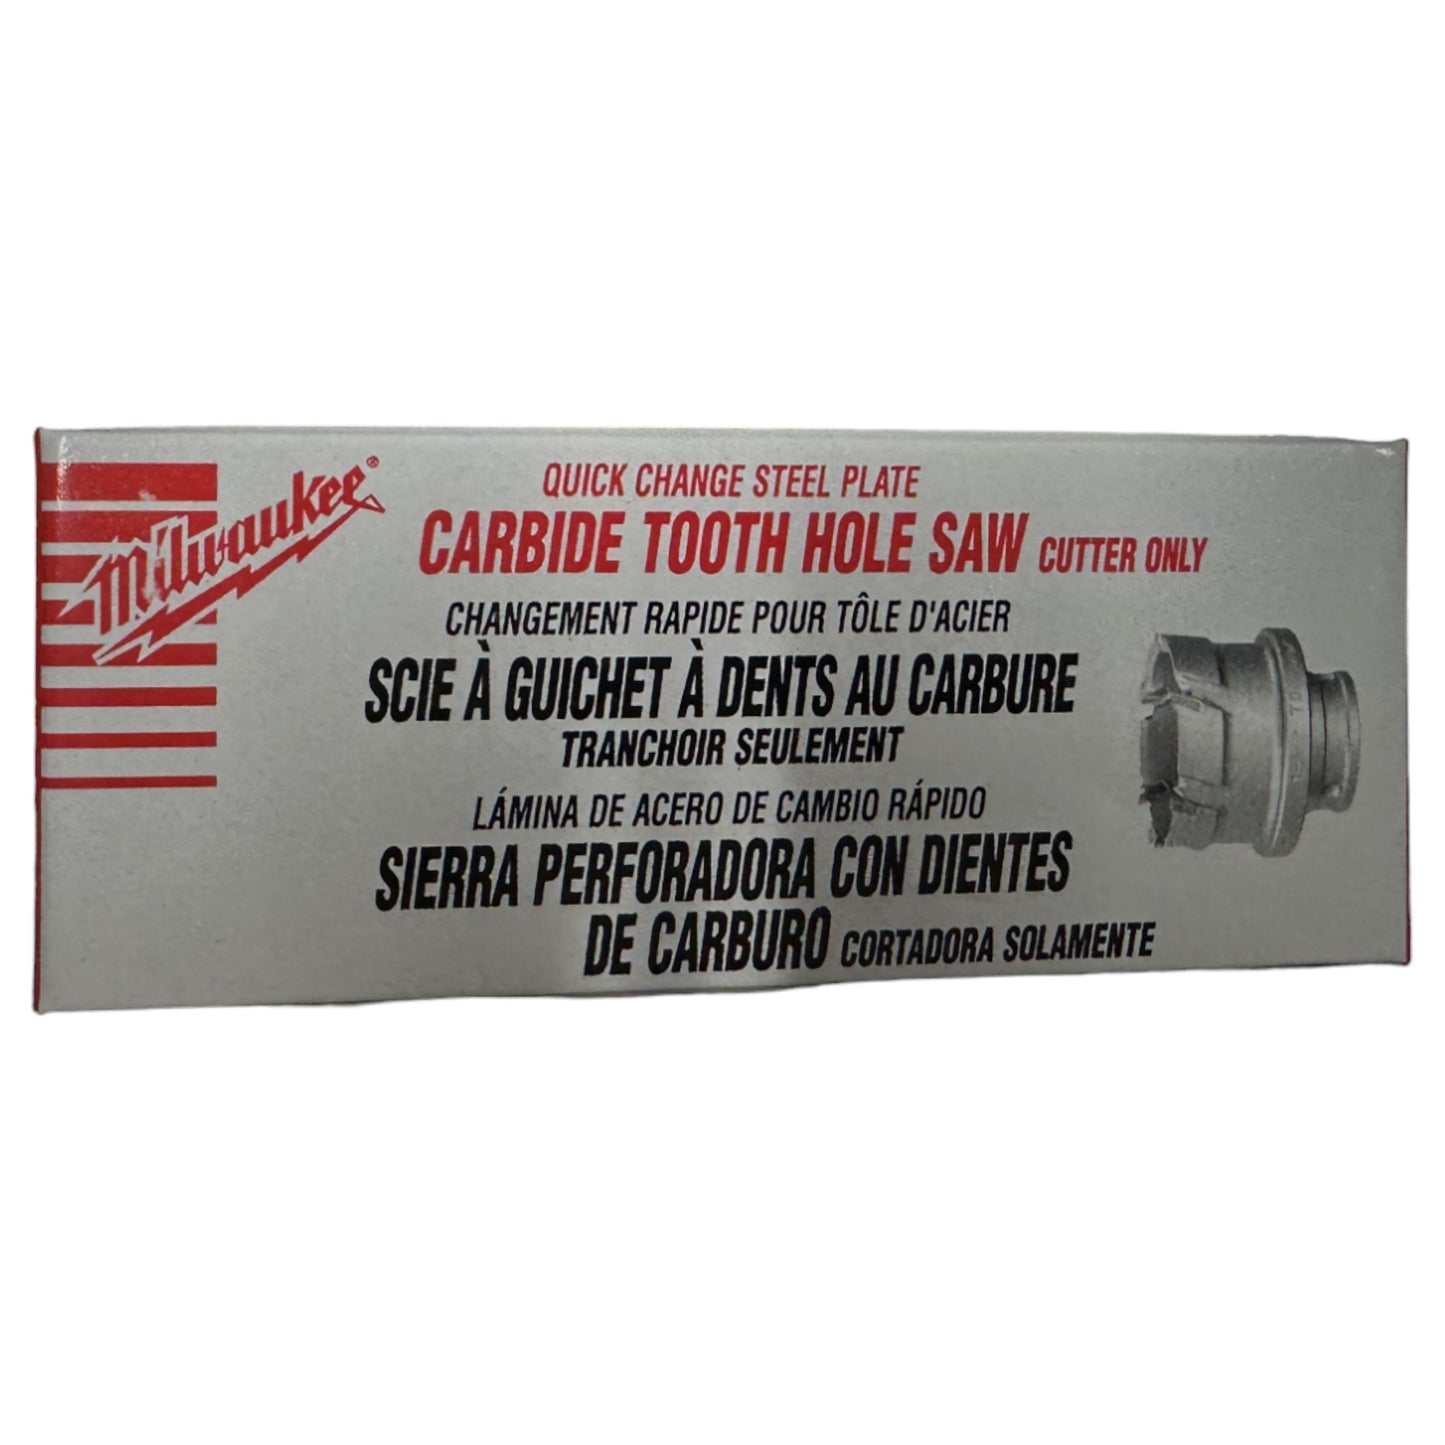 Milwaukee®
QUICK CHANGE STEEL PLATE
CARBIDE TOOTH HOLE SAW CUTTER ONLY
CHANGEMENT RAPIDE POUR TÔLE D'ACIER
SCIE À GUICHET À DENTS AU CARBURE
TRANCHOIR SEULEMENT
LÁMINA DE ACERO DE CAMBIO RÁPIDO
SIERRA PERFORADORA CON DIENTES
DE CARBURO CORTADORA SOLAMENTE